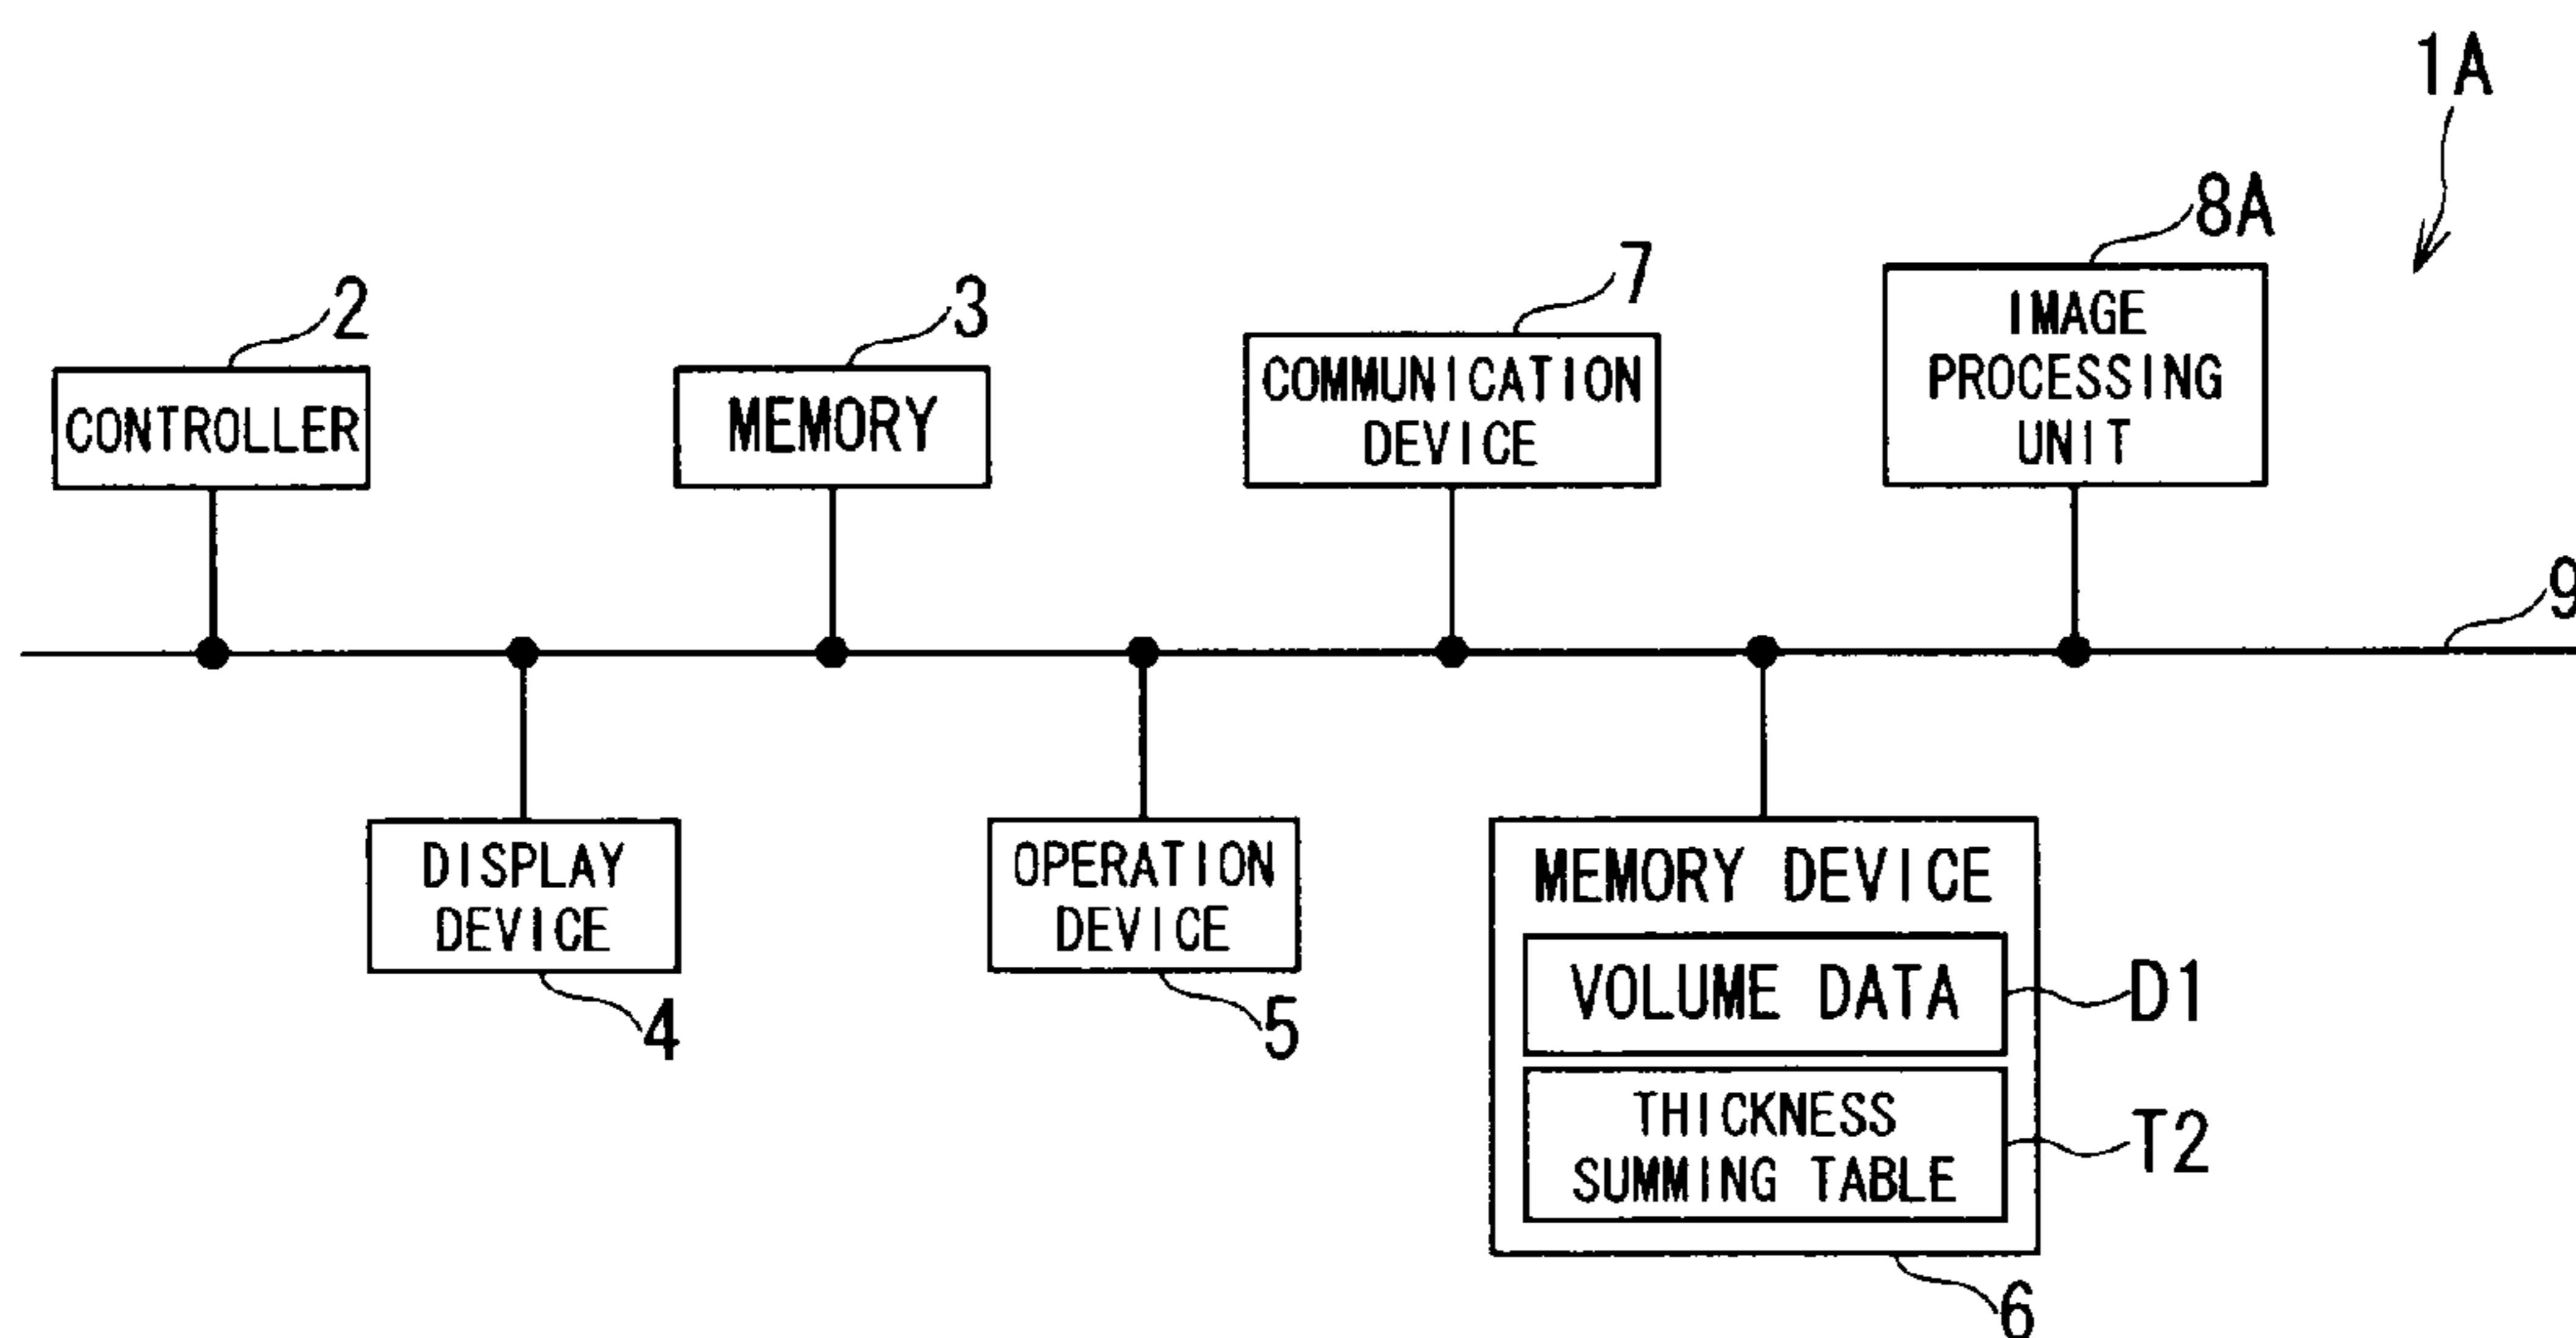 1A
8A
7
2
3
IMAGE
PROCESSING
UNIT
COMMUNICATION
DEVICE
CONTROLLER
MEMORY
9
DISPLAY
DEVICE
4
OPERATION
DEVICE
5
MEMORY DEVICE
VOLUME DATA
D1
THICKNESS
SUMMING TABLE
T2
6